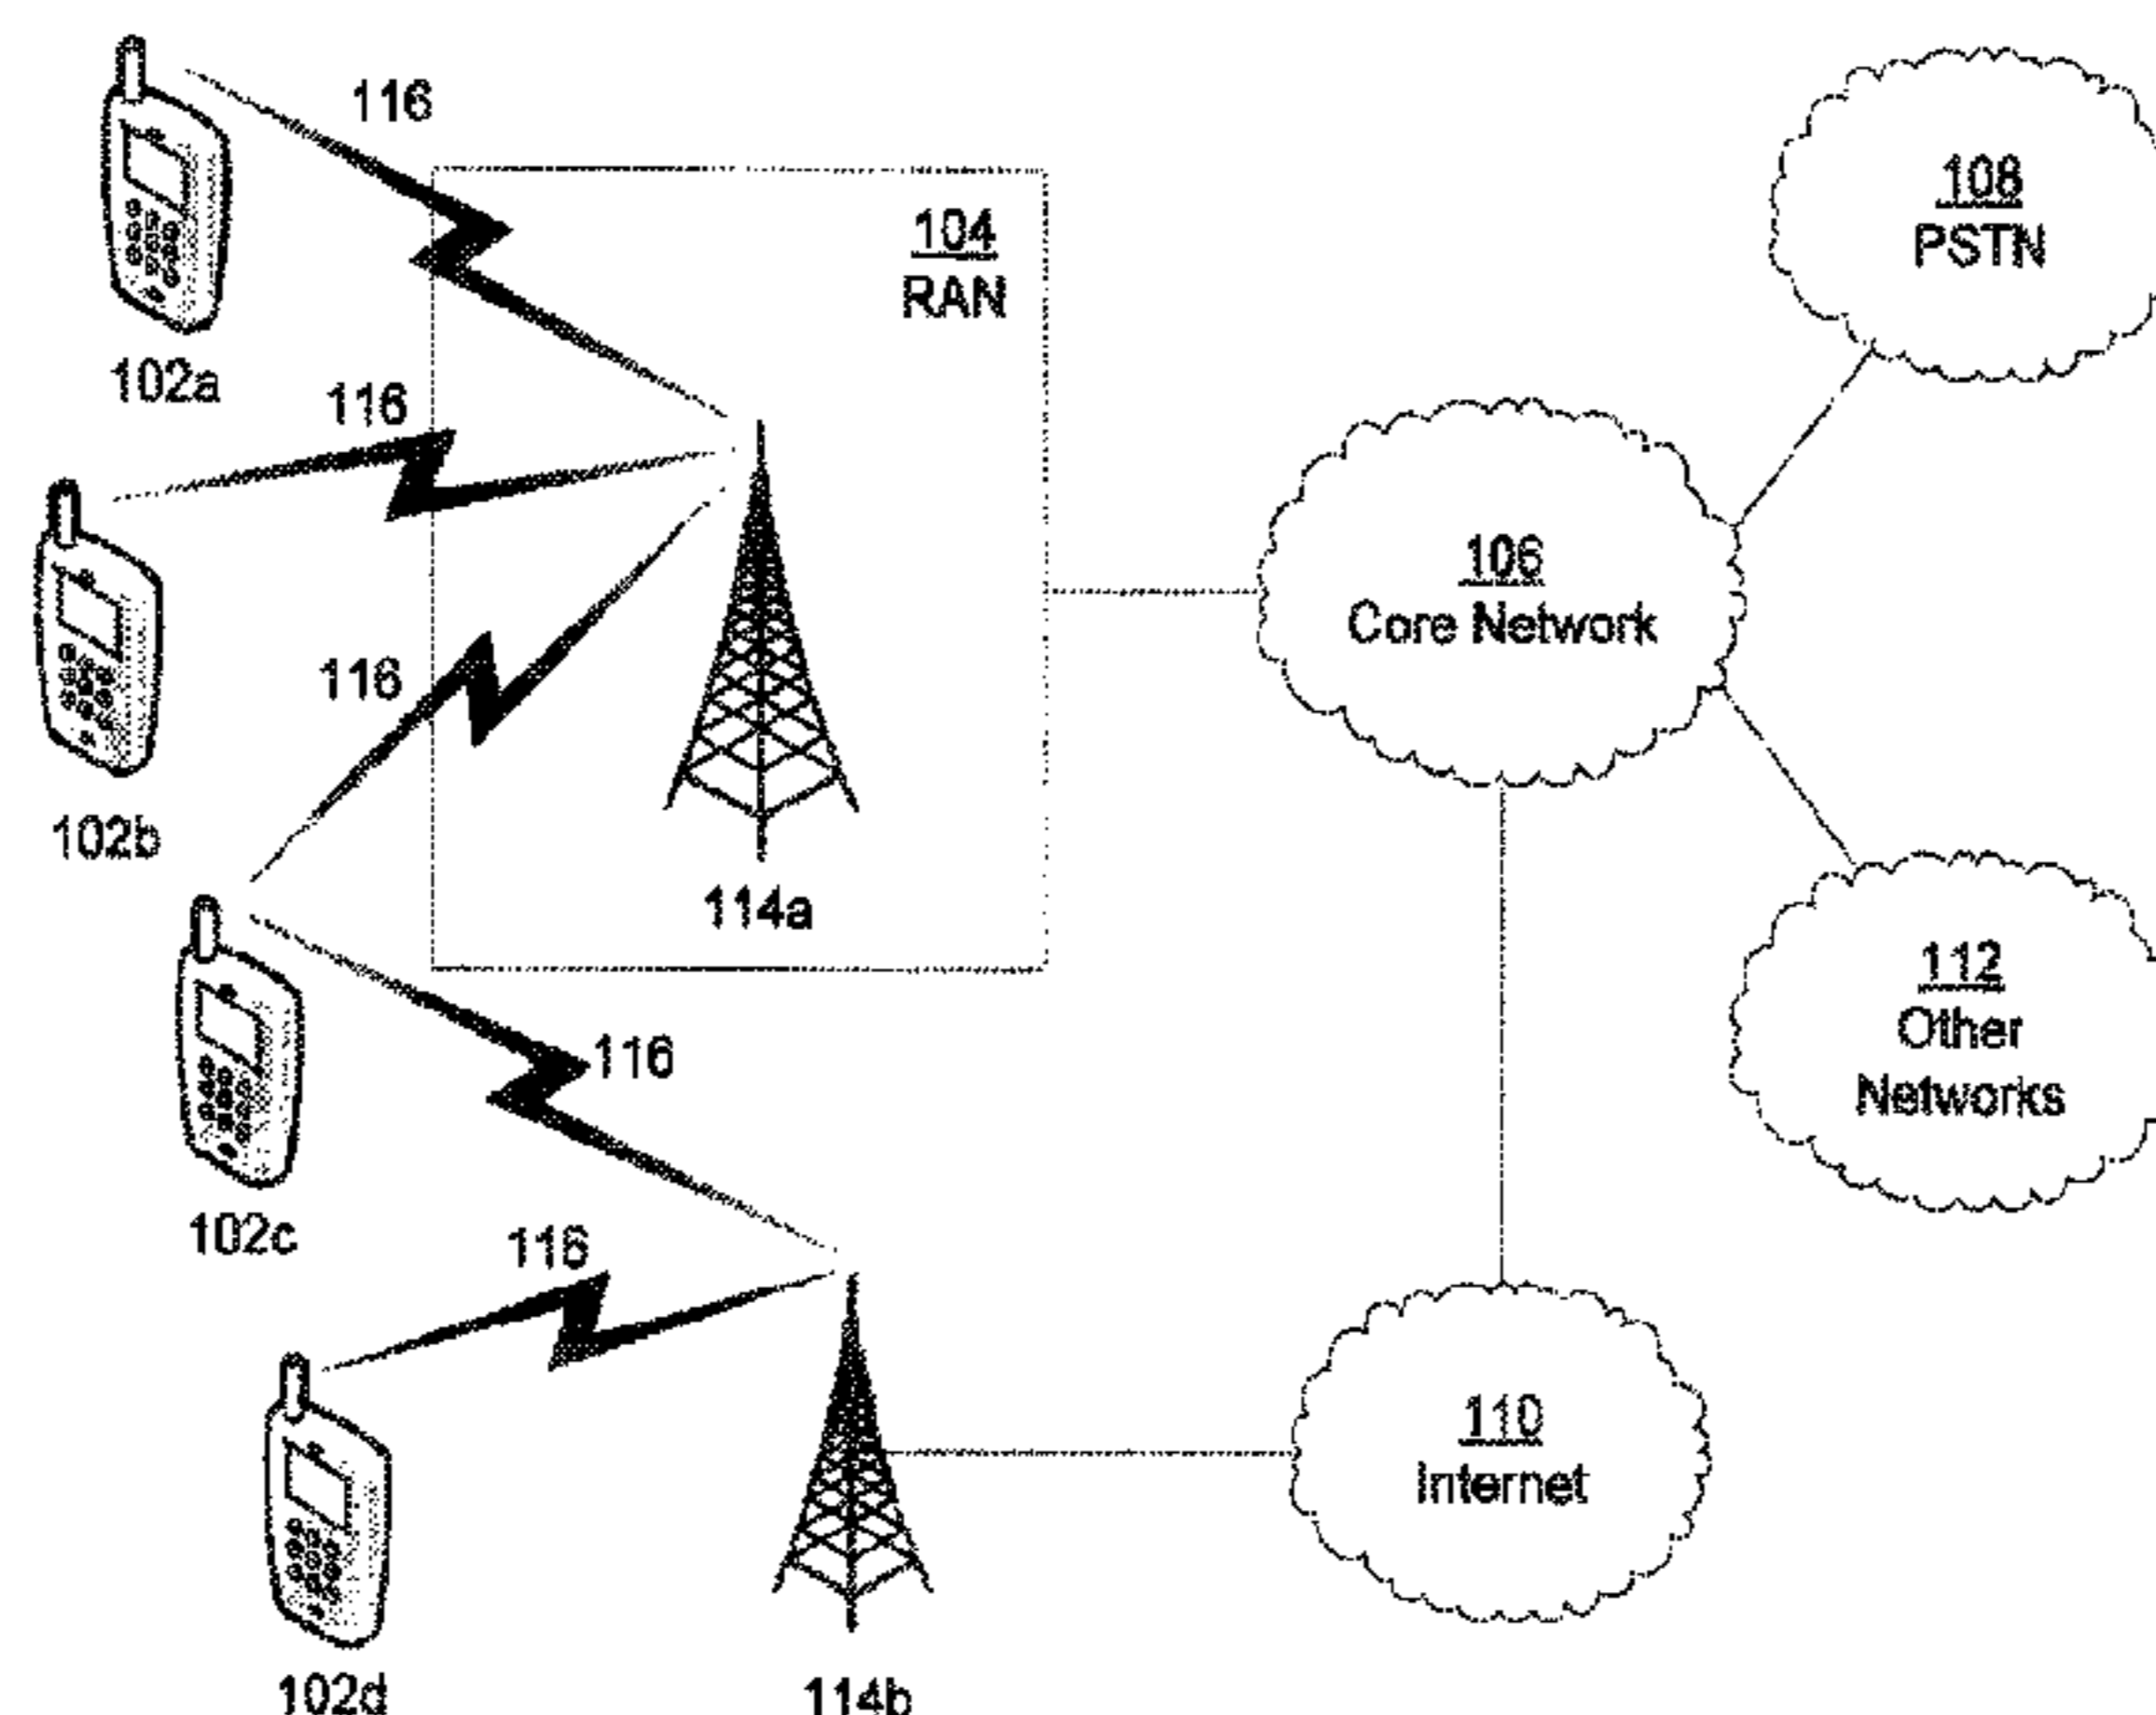 116
108
PSTN
104
RAN
102a
116
106
Core Network
116
102b
114a
112
Other
Networks
116
102c
116
110
Internet
102d
114b